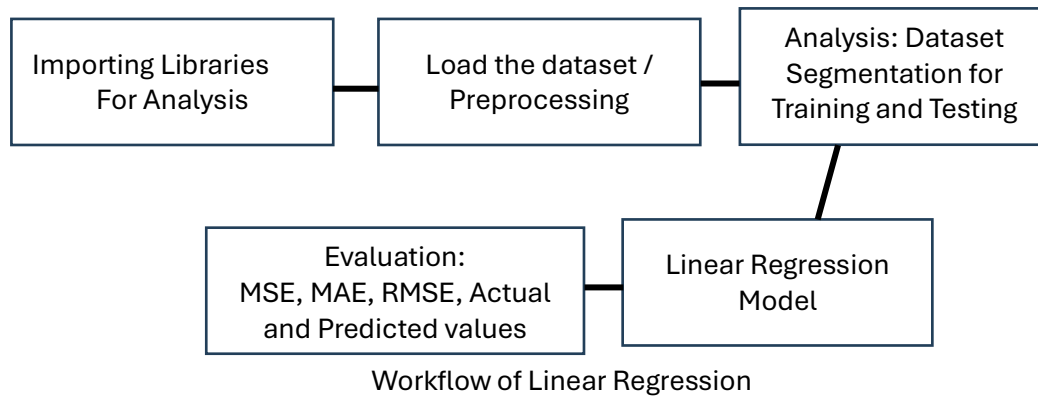 Importing Libraries
For Analysis
Load the dataset /
Preprocessing
Analysis: Dataset
Segmentation for
Training and Testing
Linear Regression
Model
Evaluation:
MSE, MAE, RMSE, Actual
and Predicted values
Workflow of Linear Regression